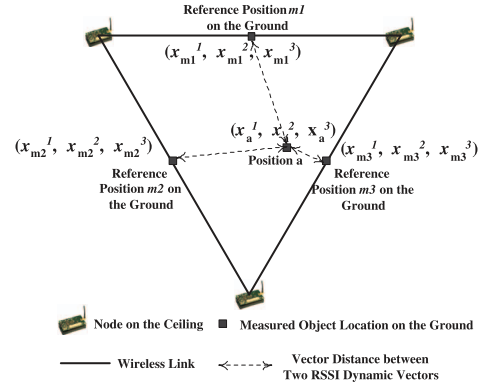 Reference Position m1
on the Ground
(x_m1^1, x_m1^2, x_m1^3)
(x_a^1, x_a^2, x_a^3)
Position a
(x_m2^1, x_m2^2, x_m2^3)
Reference
Position m2 on
the Ground
(x_m3^1, x_m3^2, x_m3^3)
Reference
Position m3 on the
Ground
Node on the Ceiling
Measured Object Location on the Ground
Wireless Link
Vector Distance between
Two RSSI Dynamic Vectors